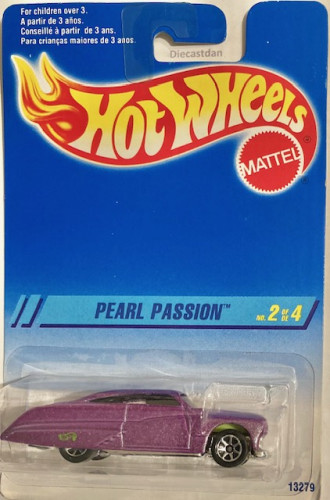 For children over 3.
A partir de 3 años.
Conseillé à partir de 3 ans.
Para crianças maiores de 3 anos.
Diecastdan
HOT WHEELS
MATTEL
PEARL PASSION™ NO. 2 OF DE 4
13279